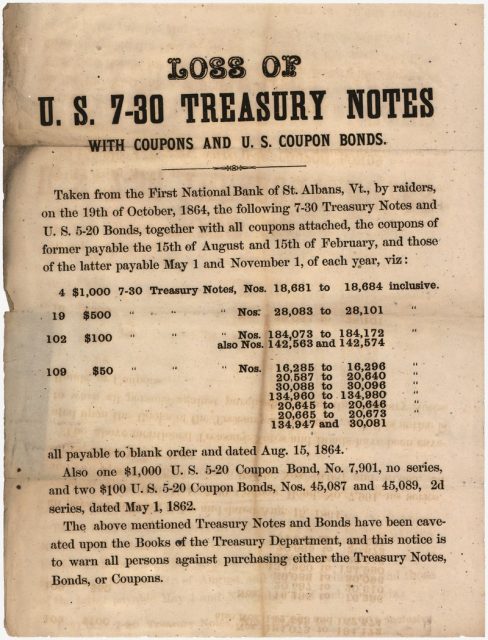 LOSS OF
U. S. 7-30 TREASURY NOTES
WITH COUPONS AND U. S. COUPON BONDS.
Taken from the First National Bank of St. Albans, Vt., by raiders,
on the 19th of October, 1864, the following 7-30 Treasury Notes and
U. S. 5-20 Bonds, together with all coupons attached, the coupons of
former payable the 15th of August and 15th of February, and those
of the latter payable May 1 and November 1, of each year, viz:
4 $1,000 7-30 Treasury Notes, Nos. 18,681 to 18,684 inclusive.
19 $500 " " " Nos. 28,083 to 28,101 "
102 $100 " " " Nos. 184,073 to 184,172 "
also Nos. 142,563 and 142,574
109 $50 " " " Nos. 16,285 to 16,296 "
20.587 to 20,640 "
30,088 to 30,096 "
134,960 to 134,980 "
20,645 to 20,646 "
20,665 to 20,673 "
134.947 and 30,081
all payable to blank order and dated Aug. 15, 1864.
Also one $1,000 U. S. 5-20 Coupon Bond, No. 7,901, no series,
and two $100 U. S. 5-20 Coupon Bonds, Nos. 45,087 and 45,089, 2d
series, dated May 1, 1862.
The above mentioned Treasury Notes and Bonds have been cave-
ated upon the Books of the Treasury Department, and this notice is
to warn all persons against purchasing either the Treasury Notes,
Bonds, or Coupons.